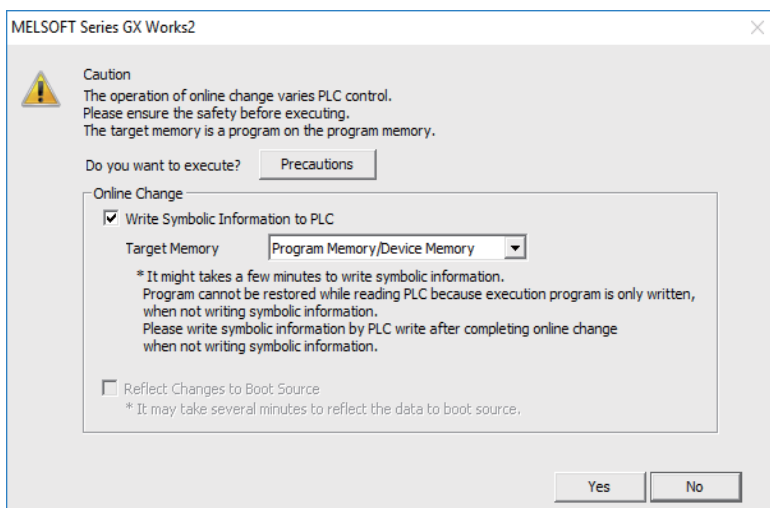 MELSOFT Series GX Works2
Caution
The operation of online change varies PLC control.
Please ensure the safety before executing.
The target memory is a program on the program memory.
Do you want to execute? Precautions
Online Change
Write Symbolic Information to PLC
Target Memory Program Memory/Device Memory
*It might takes a few minutes to write symbolic information.
Program cannot be restored while reading PLC because execution program is only written,
when not writing symbolic information.
Please write symbolic information by PLC write after completing online change
when not writing symbolic information.
Reflect Changes to Boot Source
* It may take several minutes to reflect the data to boot source.
Yes No